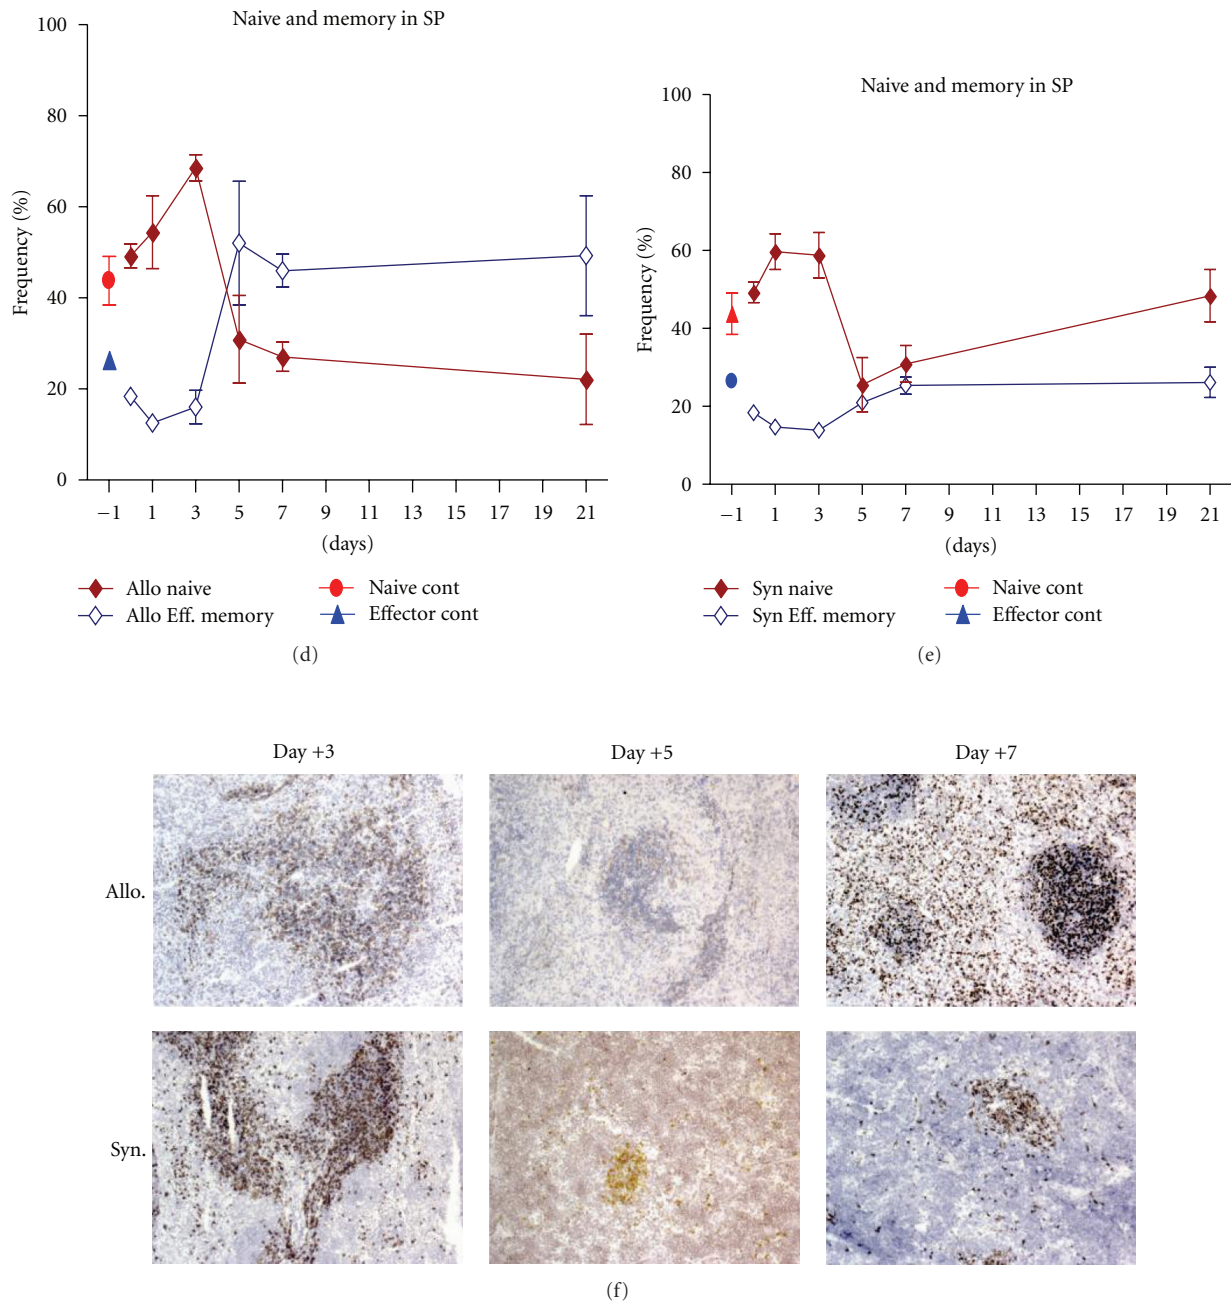 Naive and memory in SP
100
80
60
40
20
0
Frequency (%)
−1 1 3 5 7 9 11 13 15 17 19 21
(days)
Allo naive
Allo Eff. memory
Naive cont
Effector cont
(d)
Naive and memory in SP
100
80
60
40
20
0
Frequency (%)
−1 1 3 5 7 9 11 13 15 17 19 21
(days)
Syn naive
Syn Eff. memory
Naive cont
Effector cont
(e)
Day +3 Day +5 Day +7
Allo.
Syn.
(f)